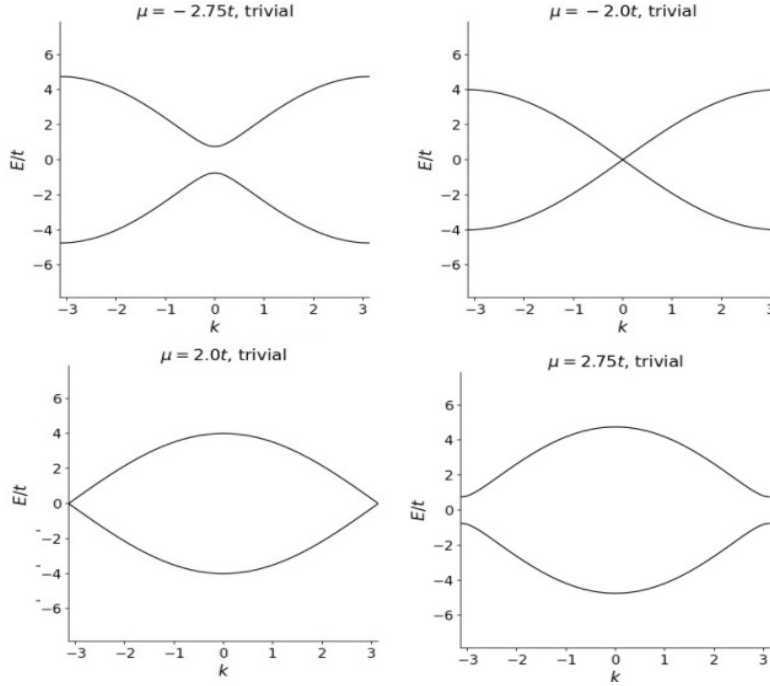 μ = −2.75t, trivial
μ = −2.0t, trivial
6
4
2
0
−2
−4
−6
E/t
−3 −2 −1 0 1 2 3
k
6
4
2
0
−2
−4
−6
E/t
−3 −2 −1 0 1 2 3
k
μ = 2.0t, trivial
μ = 2.75t, trivial
6
4
2
0
−2
−4
−6
E/t
−3 −2 −1 0 1 2 3
k
6
4
2
0
−2
−4
−6
E/t
−3 −2 −1 0 1 2 3
k